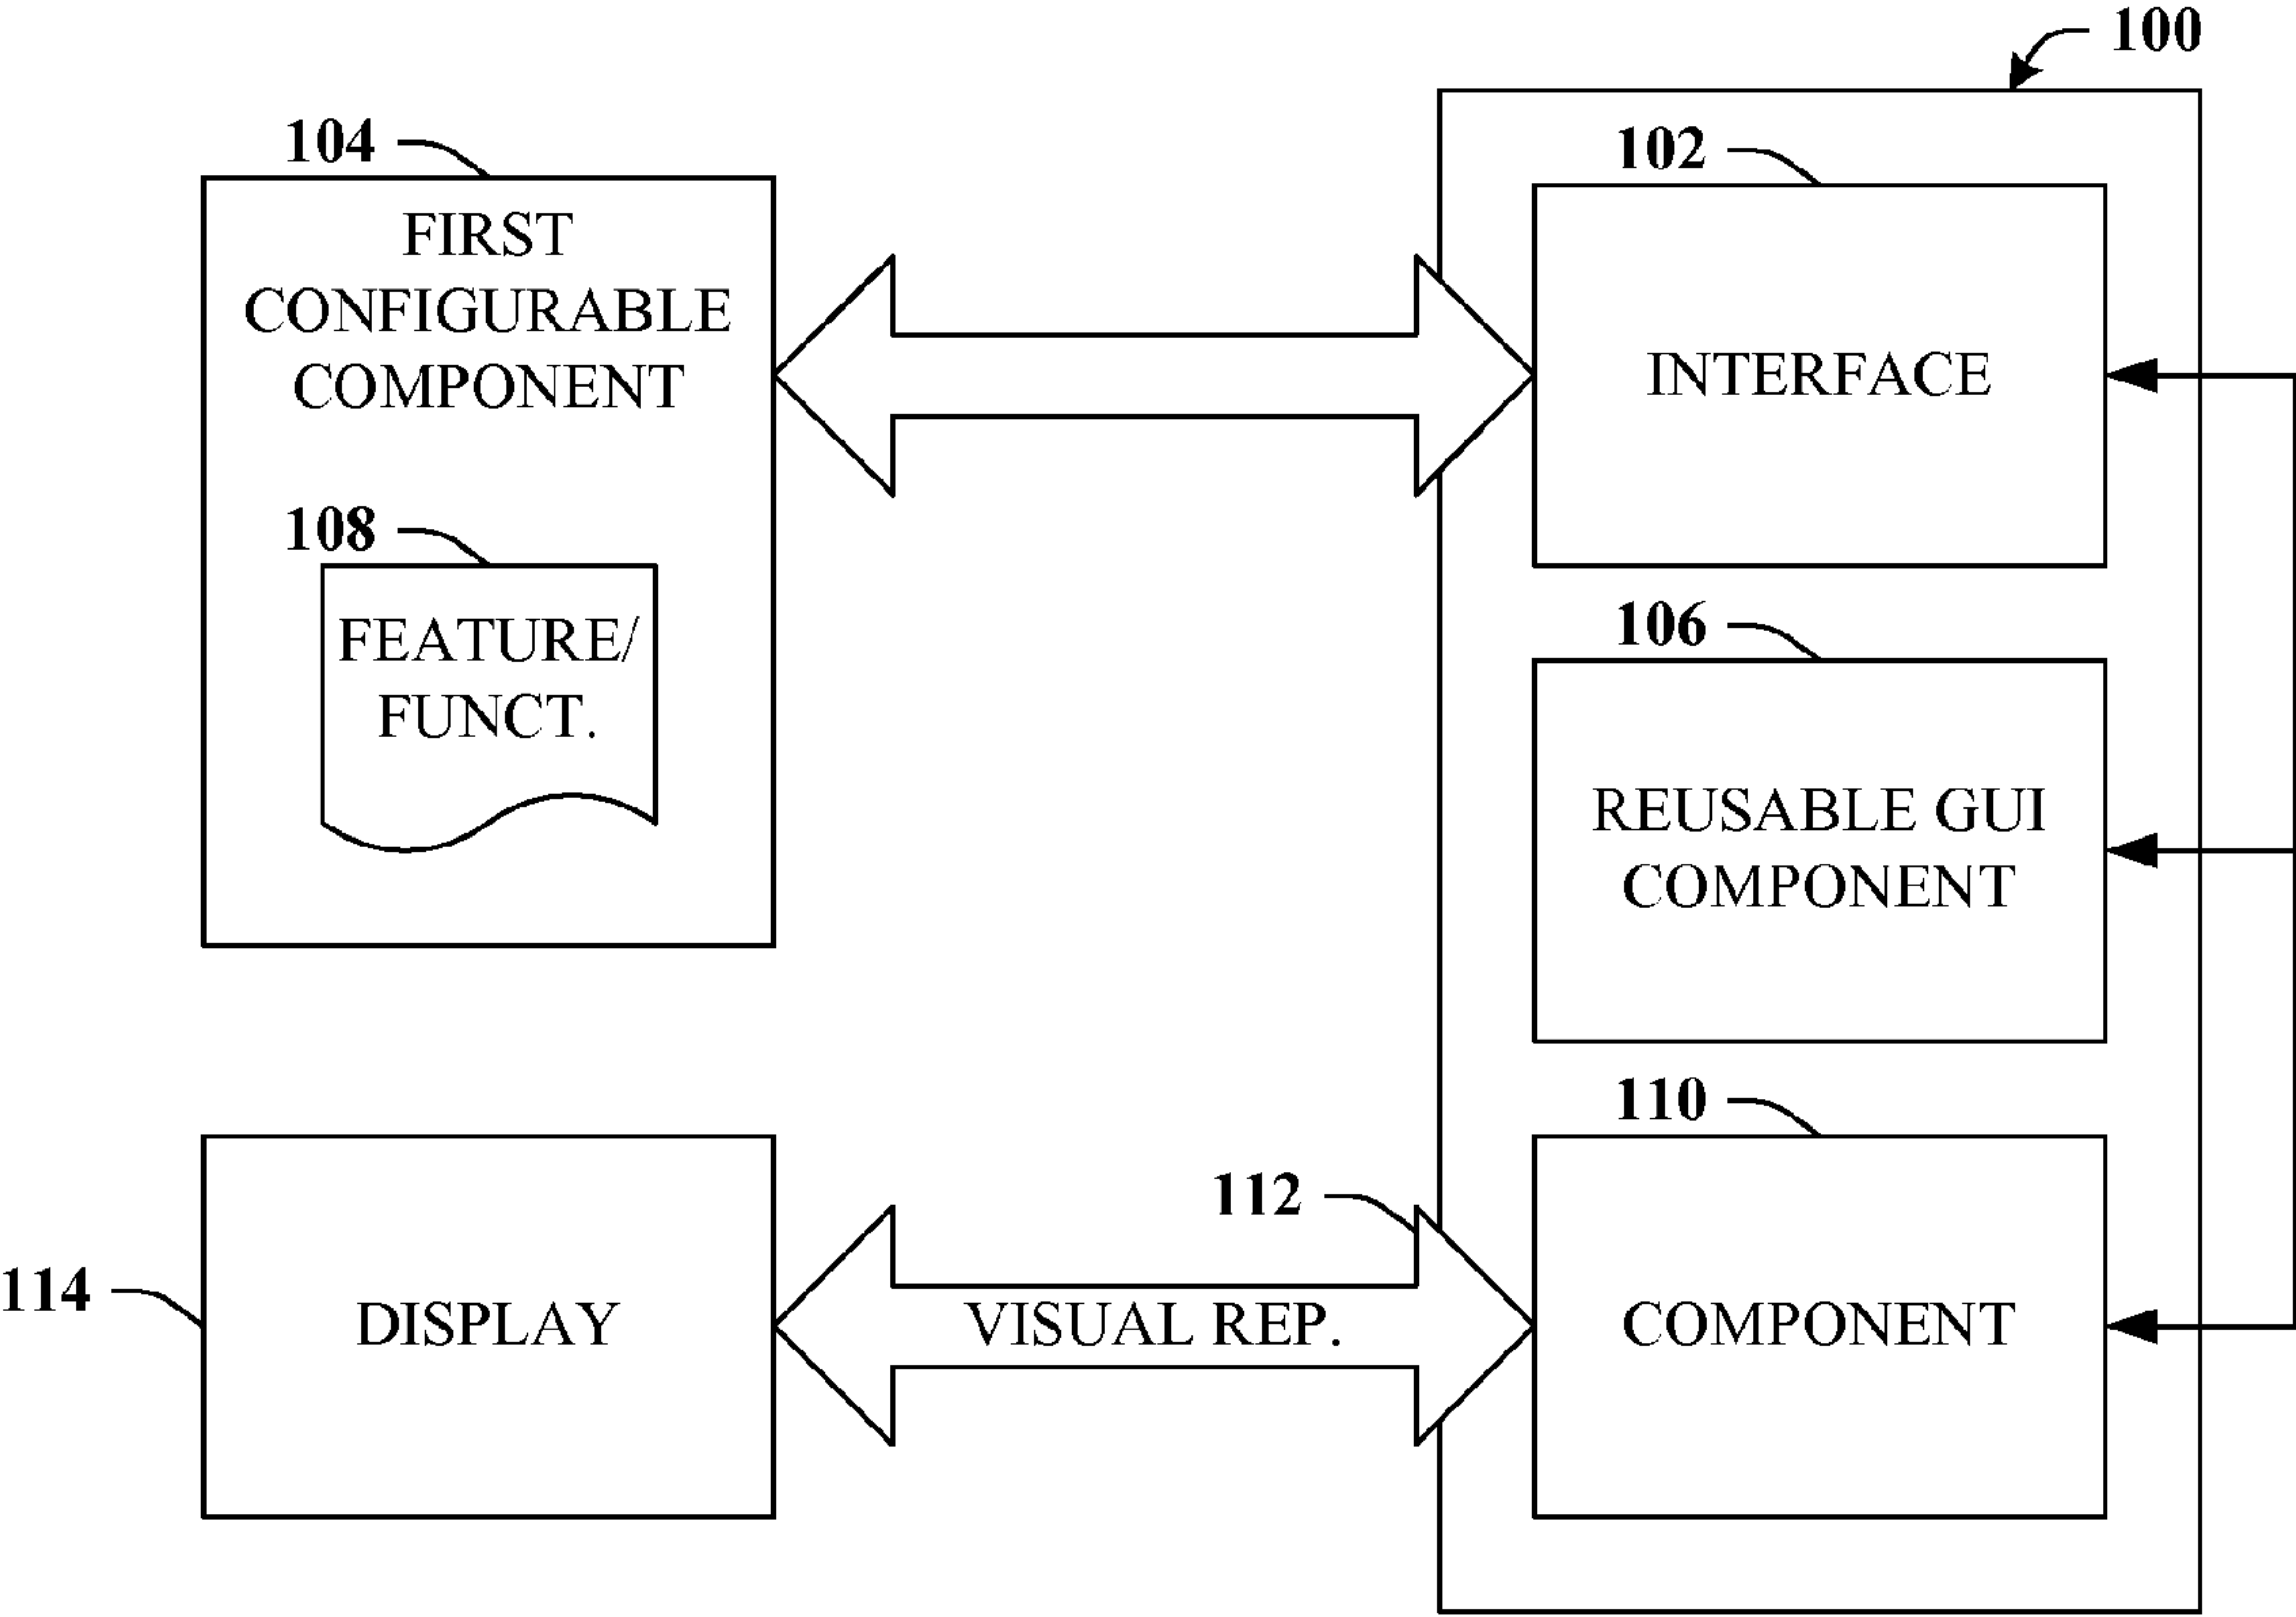 100
104
102
FIRST
CONFIGURABLE
COMPONENT
INTERFACE
108
FEATURE/
FUNCT.
106
REUSABLE GUI
COMPONENT
110
112
114
DISPLAY
VISUAL REP.
COMPONENT